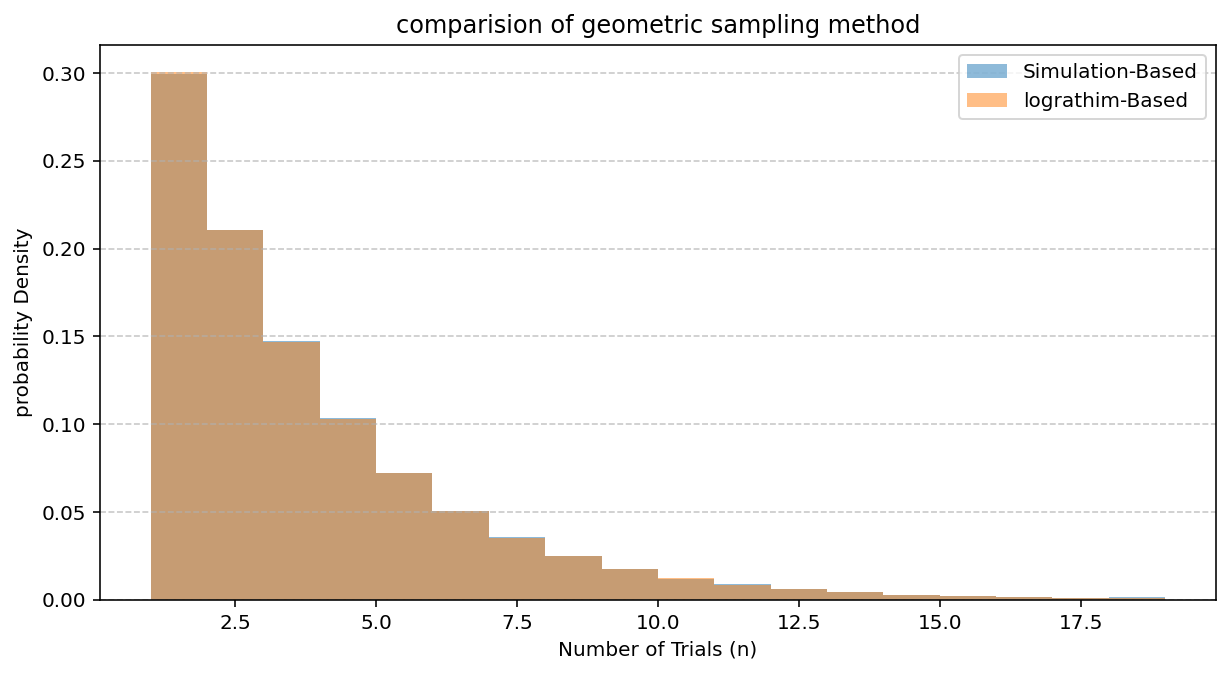 comparision of geometric sampling method
Simulation-Based
lograthim-Based
probability Density
0.30
0.25
0.20
0.15
0.10
0.05
0.00
2.5 5.0 7.5 10.0 12.5 15.0 17.5
Number of Trials (n)